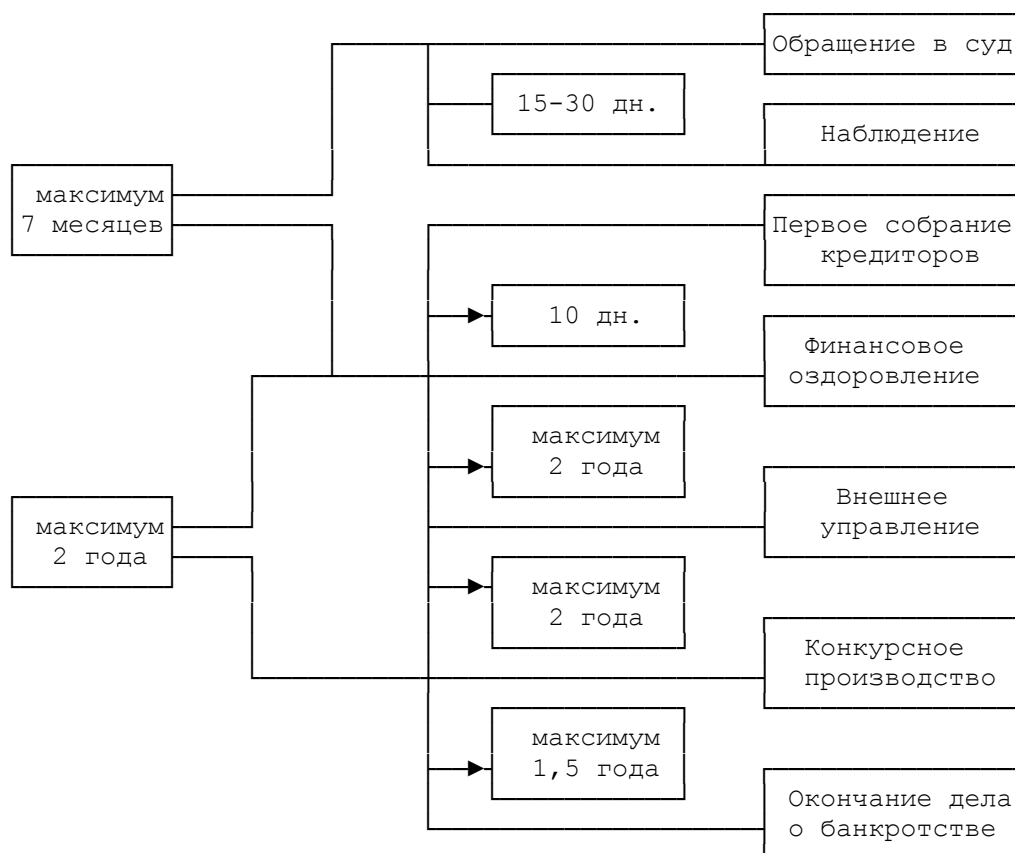 Обращение в суд
15-30 дн.
Наблюдение
максимум
7 месяцев
Первое собрание
кредиторов
10 дн.
Финансовое
оздоровление
максимум
2 года
Внешнее
управление
максимум
2 года
максимум
2 года
Конкурсное
производство
максимум
1,5 года
Окончание дела
о банкротстве